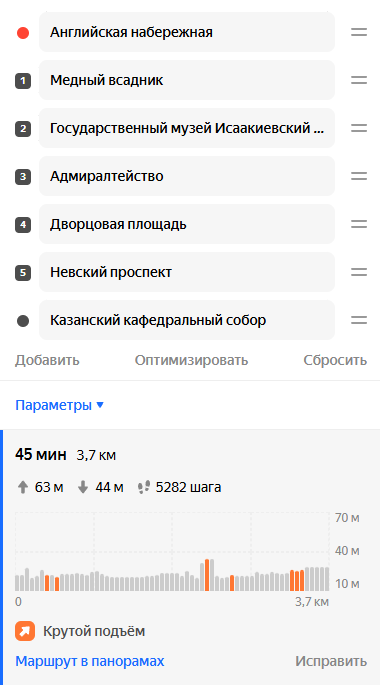 Английская набережная
1 Медный всадник
2 Государственный музей Исаакиевский ...
3 Адмиралтейство
4 Дворцовая площадь
5 Невский проспект
Казанский кафедральный собор
Добавить Оптимизировать Сбросить
Параметры
45 мин 3,7 км
63 м 44 м 5282 шага
70 м
40 м
10 м
0 3,7 км
Крутой подъём
Маршрут в панорамах Исправить